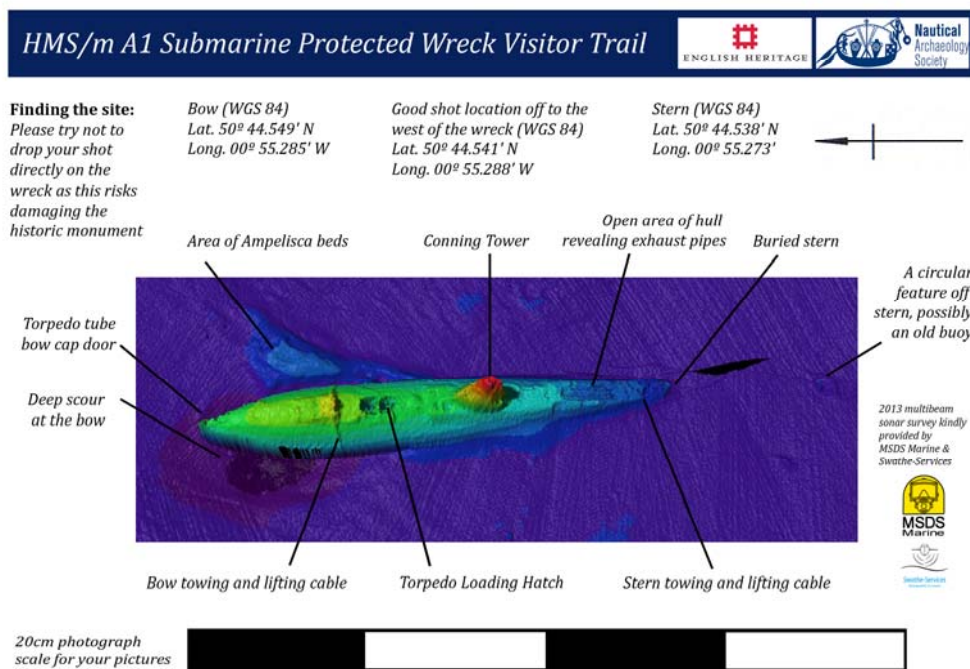 HMS/m A1 Submarine Protected Wreck Visitor Trail
ENGLISH HERITAGE
Nautical
Archaeology
Society
Finding the site:
Please try not to
drop your shot
directly on the
wreck as this risks
damaging the
historic monument
Bow (WGS 84)
Lat. 50º 44.549' N
Long. 00º 55.285' W
Good shot location off to the
west of the wreck (WGS 84)
Lat. 50º 44.541' N
Long. 00º 55.288' W
Stern (WGS 84)
Lat. 50º 44.538' N
Long. 00º 55.273'
Area of Ampelisca beds
Conning Tower
Open area of hull
revealing exhaust pipes
Buried stern
A circular
feature off
stern, possibly
an old buoy
Torpedo tube
bow cap door
Deep scour
at the bow
2013 multibeam
sonar survey kindly
provided by
MSDS Marine &
Swathe-Services
MSDS
Marine
Swathe Services
Bow towing and lifting cable
Torpedo Loading Hatch
Stern towing and lifting cable
20cm photograph
scale for your pictures